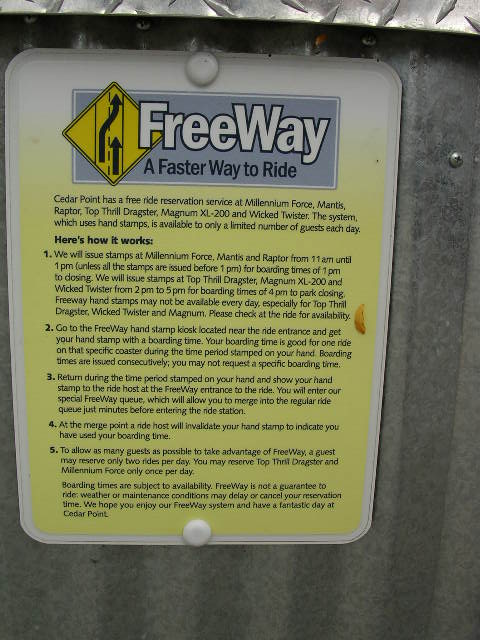 FreeWay
A Faster Way to Ride
Cedar Point has a free ride reservation service at Millennium Force, Mantis,
Raptor, Top Thrill Dragster, Magnum XL-200 and Wicked Twister. The system,
which uses hand stamps, is available to only a limited number of guests each day.
Here's how it works:
1. We will issue stamps at Millennium Force, Mantis and Raptor from 11 am until
1 pm (unless all the stamps are issued before 1 pm) for boarding times of 1 pm
to closing. We will issue stamps at Top Thrill Dragster, Magnum XL-200 and
Wicked Twister from 2 pm to 5 pm for boarding times of 4 pm to park closing.
Freeway hand stamps may not be available every day, especially for Top Thrill
Dragster, Wicked Twister and Magnum. Please check at the ride for availability.
2. Go to the FreeWay hand stamp kiosk located near the ride entrance and get
your hand stamp with a boarding time. Your boarding time is good for one ride
on that specific coaster during the time period stamped on your hand. Boarding
times are issued consecutively; you may not request a specific boarding time.
3. Return during the time period stamped on your hand and show your hand
stamp to the ride host at the FreeWay entrance to the ride. You will enter our
special FreeWay queue, which will allow you to merge into the regular ride
queue just minutes before entering the ride station.
4. At the merge point a ride host will invalidate your hand stamp to indicate you
have used your boarding time.
5. To allow as many guests as possible to take advantage of FreeWay, a guest
may reserve only two rides per day. You may reserve Top Thrill Dragster and
Millennium Force only once per day.
Boarding times are subject to availability. FreeWay is not a guarantee to
ride: weather or maintenance conditions may delay or cancel your reservation
time. We hope you enjoy our FreeWay system and have a fantastic day at
Cedar Point.